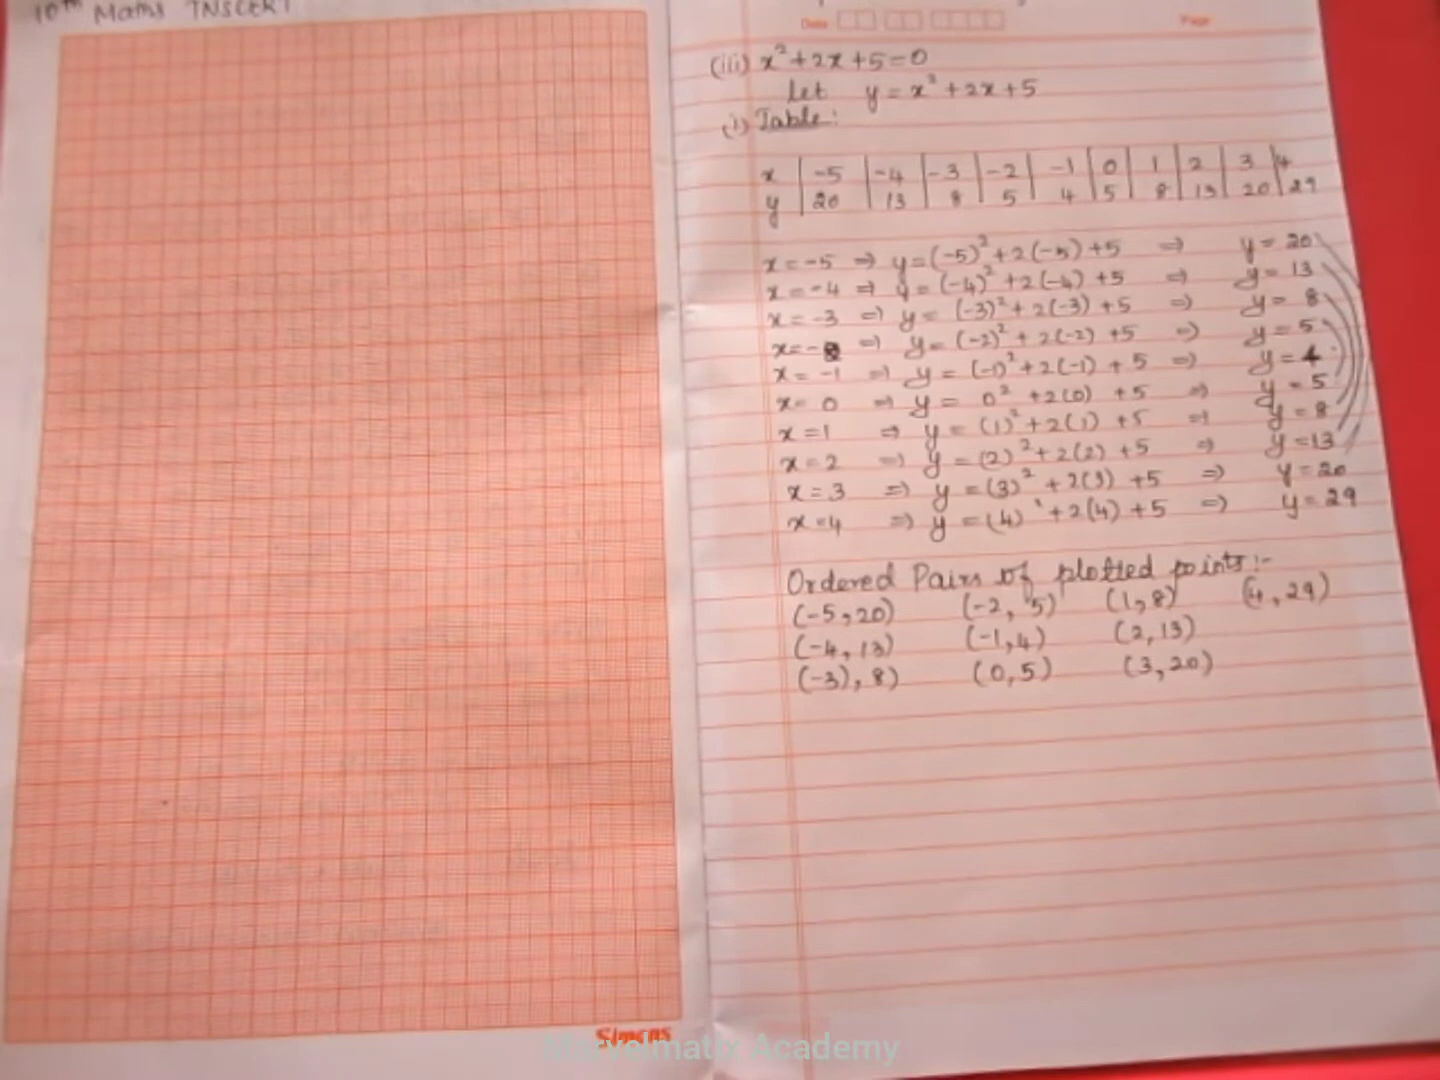 10th Maths TNSCERT
Date
Page
(iii) x²+2x+5=0
Let y = x²+2x+5
(i) Table:
x | -5 | -4 | -3 | -2 | -1 | 0 | 1 | 2 | 3 | 4
y | 20 | 13 | 8 | 5 | 4 | 5 | 8 | 13 | 20 | 29
x = -5 ⇒ y = (-5)²+2(-5)+5 ⇒ y = 20
x = -4 ⇒ y = (-4)²+2(-4)+5 ⇒ y = 13
x = -3 ⇒ y = (-3)²+2(-3)+5 ⇒ y = 8
x = -2 ⇒ y = (-2)²+2(-2)+5 ⇒ y = 5
x = -1 ⇒ y = (-1)²+2(-1)+5 ⇒ y = 4
x = 0 ⇒ y = 0²+2(0)+5 ⇒ y = 5
x = 1 ⇒ y = (1)²+2(1)+5 ⇒ y = 8
x = 2 ⇒ y = (2)²+2(2)+5 ⇒ y = 13
x = 3 ⇒ y = (3)²+2(3)+5 ⇒ y = 20
x = 4 ⇒ y = (4)²+2(4)+5 ⇒ y = 29
Ordered Pairs of plotted points:-
(-5,20) (-2, 5) (1,8) (4,29)
(-4,13) (-1,4) (2,13)
(-3),8) (0,5) (3,20)
Simens
Marvelmatix Academy